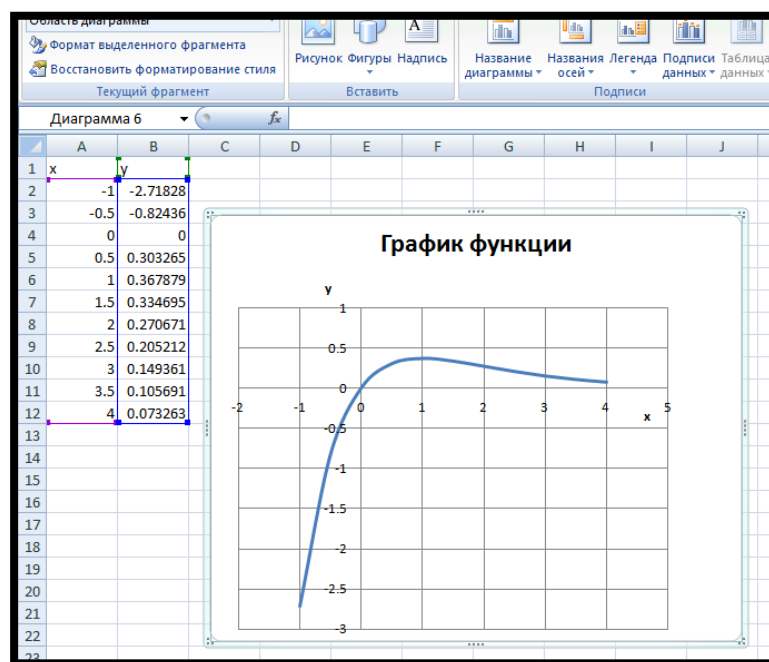 Область диаграммы
Формат выделенного фрагмента
Восстановить форматирование стиля
Текущий фрагмент
Рисунок Фигуры Надпись
Вставить
Название диаграммы
Названия осей
Легенда
Подписи данных
Таблица данных
Подписи
Диаграмма 6
fx
A B C D E F G H I J
1 x y
2 -1 -2.71828
3 -0.5 -0.82436
4 0 0
5 0.5 0.303265
6 1 0.367879
7 1.5 0.334695
8 2 0.270671
9 2.5 0.205212
10 3 0.149361
11 3.5 0.105691
12 4 0.073263
13
14
15
16
17
18
19
20
21
22
23
График функции
y
1
0.5
0
-2 -1 0 1 2 3 4 5
x
-0.5
-1
-1.5
-2
-2.5
-3